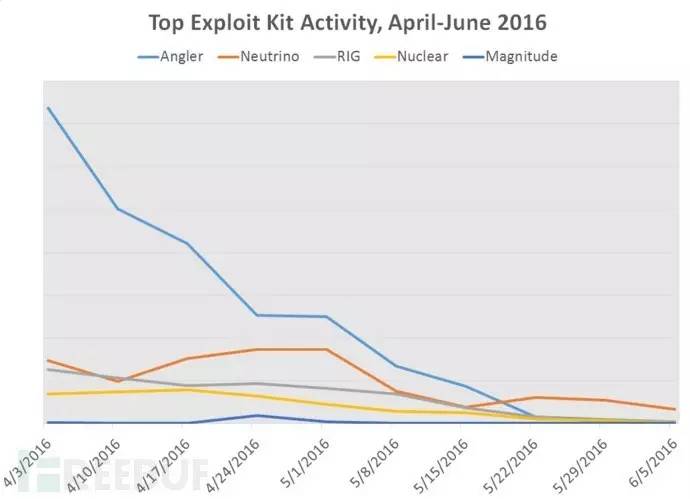 Top Exploit Kit Activity, April-June 2016
Angler Neutrino RIG Nuclear Magnitude
4/3/2016 4/10/2016 4/17/2016 4/24/2016 5/1/2016 5/8/2016 5/15/2016 5/22/2016 5/29/2016 6/5/2016
FREEBUF